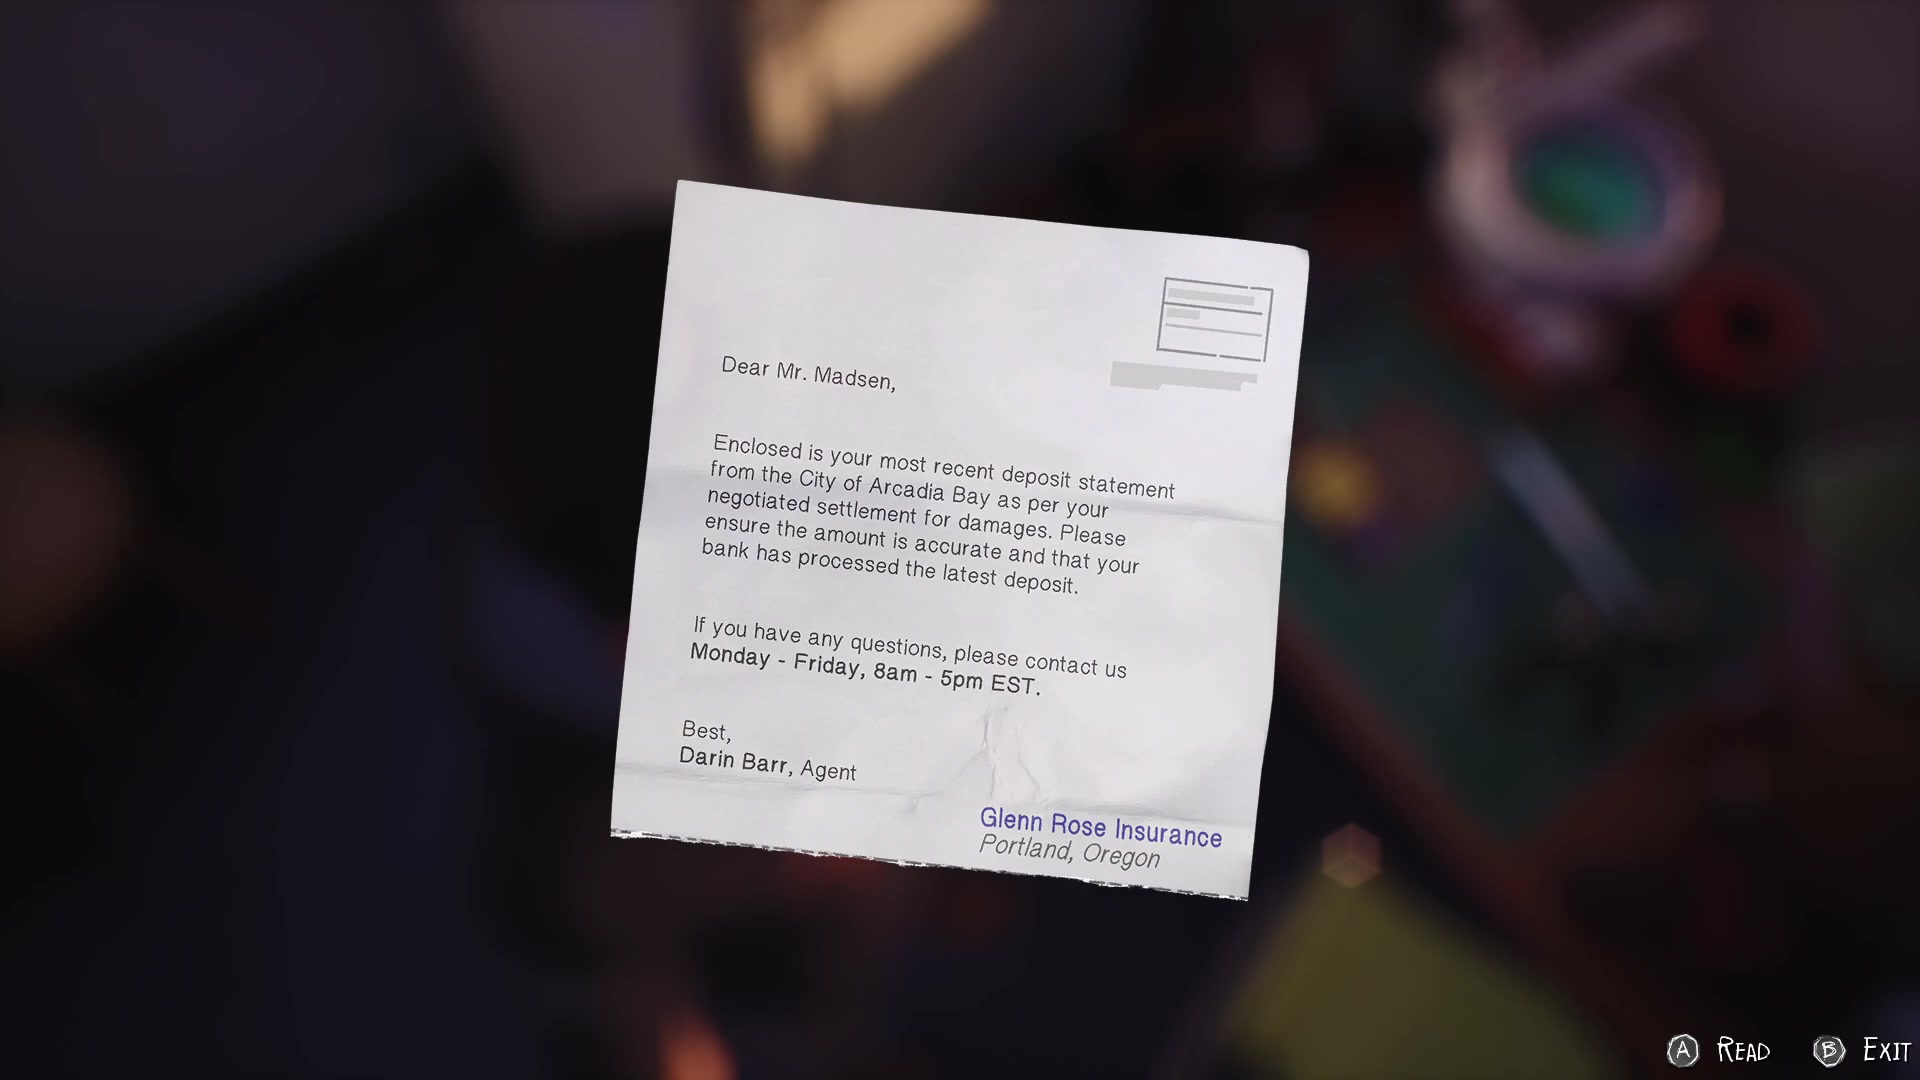 Dear Mr. Madsen,
Enclosed is your most recent deposit statement
from the City of Arcadia Bay as per your
negotiated settlement for damages. Please
ensure the amount is accurate and that your
bank has processed the latest deposit.
If you have any questions, please contact us
Monday - Friday, 8am - 5pm EST.
Best,
Darin Barr, Agent
Glenn Rose Insurance
Portland, Oregon
A READ B EXIT